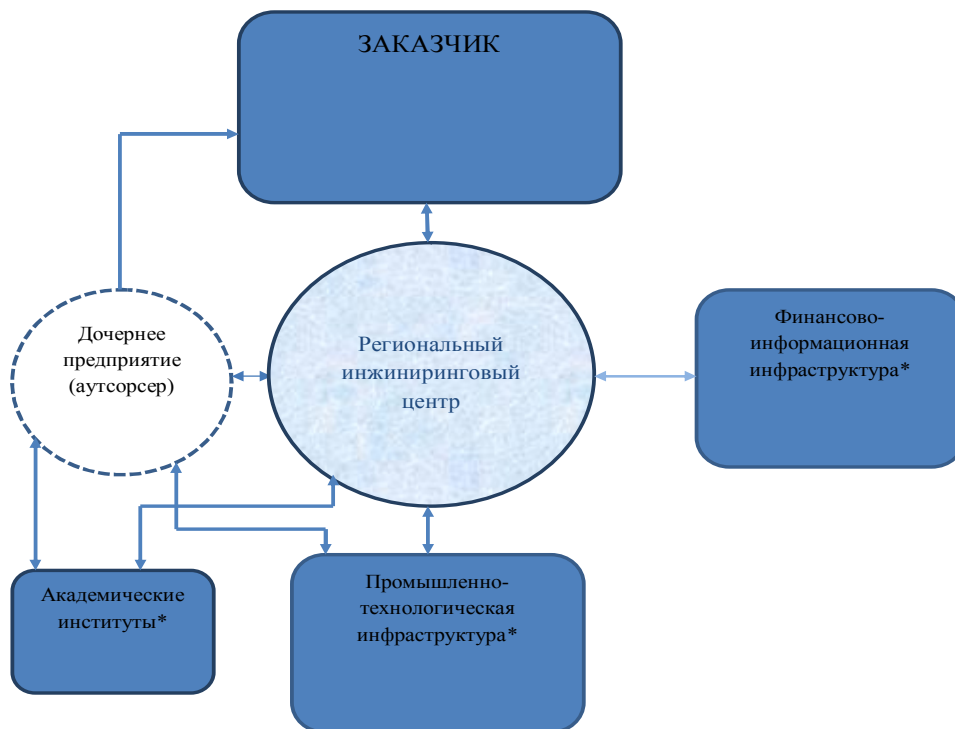 ЗАКАЗЧИК
Дочернее
предприятие
(аутсорсер)
Региональный
инжиниринговый
центр
Финансово-
информационная
инфраструктура*
Академические
институты*
Промышленно-
технологическая
инфраструктура*